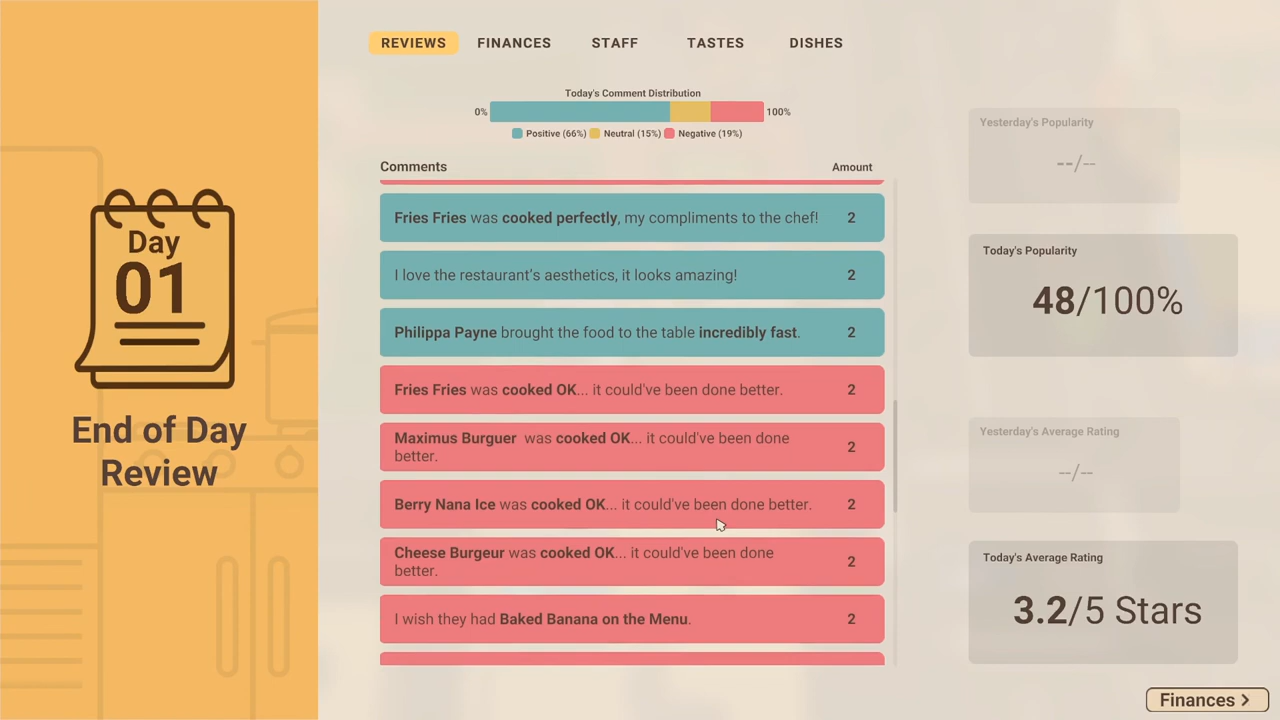 REVIEWS FINANCES STAFF TASTES DISHES
Today's Comment Distribution
0% 100%
Positive (66%) Neutral (15%) Negative (19%)
Comments Amount
Fries Fries was cooked perfectly, my compliments to the chef! 2
I love the restaurant's aesthetics, it looks amazing! 2
Philippa Payne brought the food to the table incredibly fast. 2
Fries Fries was cooked OK... it could've been done better. 2
Maximus Burguer was cooked OK... it could've been done
better. 2
Berry Nana Ice was cooked OK... it could've been done better. 2
Cheese Burgeur was cooked OK... it could've been done
better. 2
I wish they had Baked Banana on the Menu. 2
Day
01
End of Day
Review
Yesterday's Popularity
--/--
Today's Popularity
48/100%
Yesterday's Average Rating
--/--
Today's Average Rating
3.2/5 Stars
Finances >